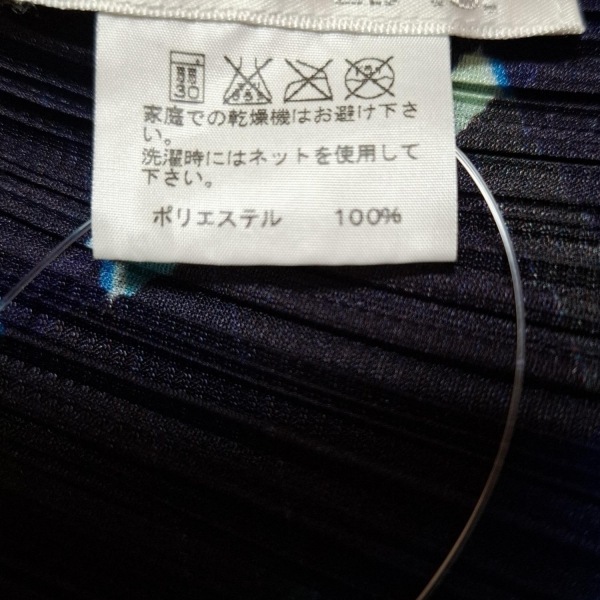 家庭での乾燥機はお避け下さ
い。
洗濯時にはネットを使用して
下さい。
ポリエステル 100%